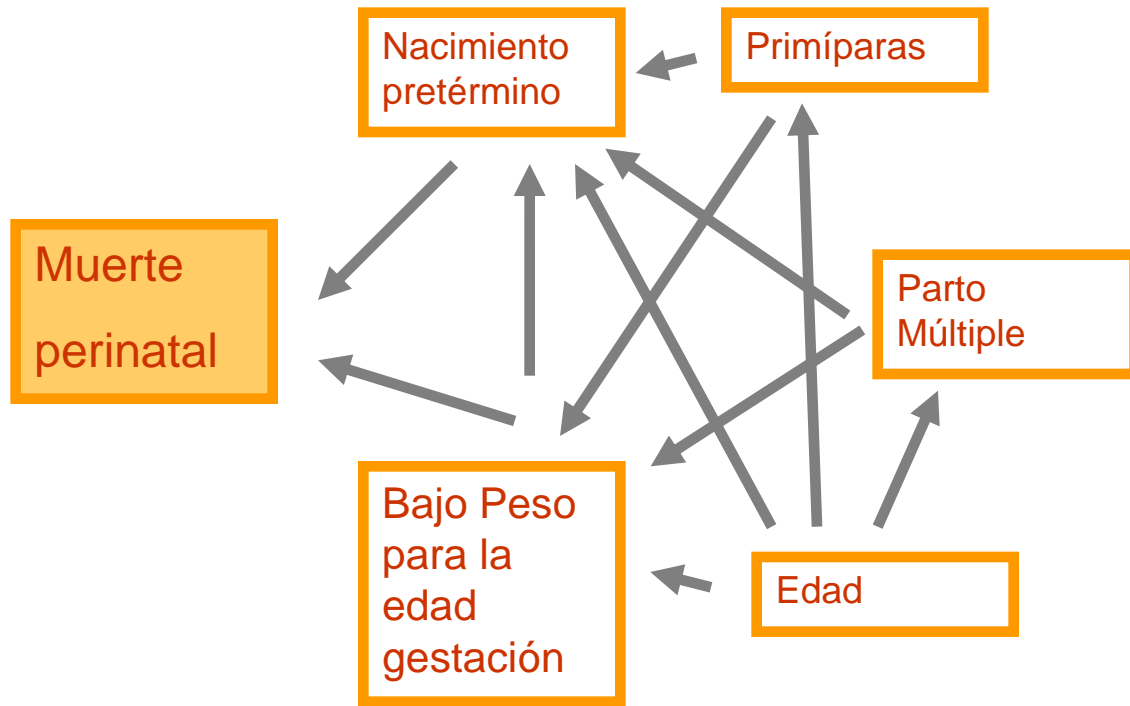 Nacimiento
pretérmino
Primíparas
Muerte
perinatal
Parto
Múltiple
Bajo Peso
para la
edad
gestación
Edad